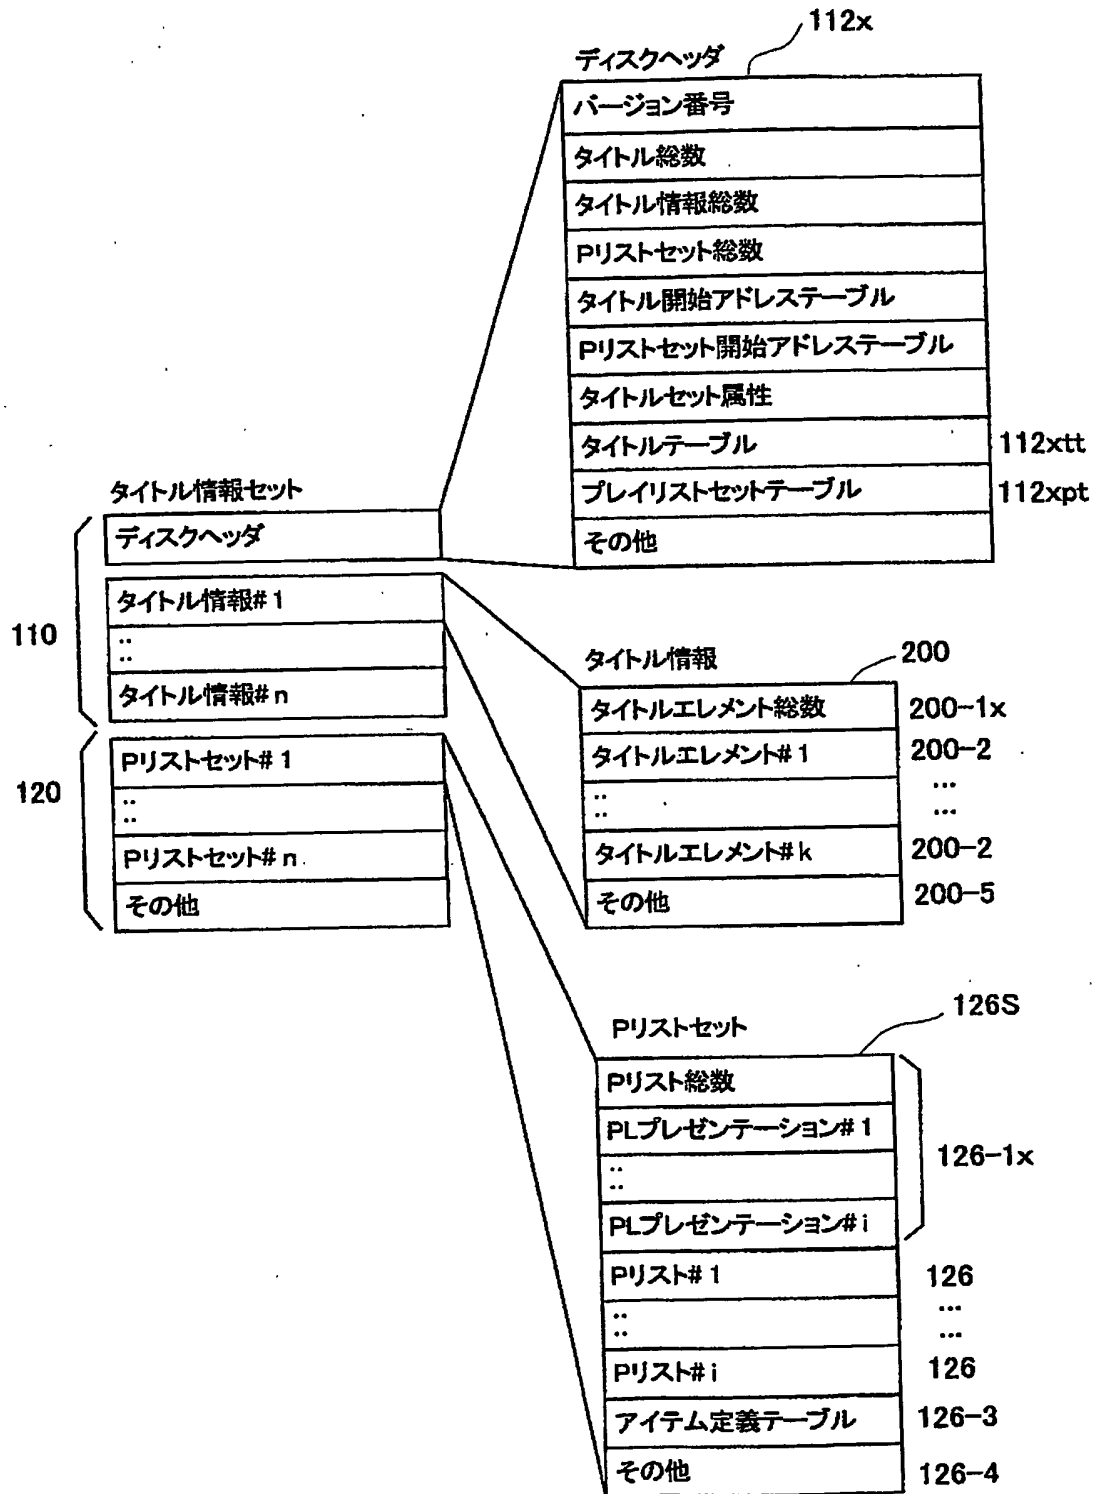 112x
ディスクヘッダ
バージョン番号
タイトル総数
タイトル情報総数
Pリストセット総数
タイトル開始アドレステーブル
Pリストセット開始アドレステーブル
タイトルセット属性
タイトルテーブル 112xtt
プレイリストセットテーブル 112xpt
その他
タイトル情報セット
ディスクヘッダ
タイトル情報#1
::
タイトル情報#n
110
Pリストセット#1
::
Pリストセット#n
その他
120
タイトル情報 200
タイトルエレメント総数 200-1x
タイトルエレメント#1 200-2
:: ... ...
タイトルエレメント#k 200-2
その他 200-5
Pリストセット 126S
Pリスト総数
PLプレゼンテーション#1
::
PLプレゼンテーション#i
126-1x
Pリスト#1 126
:: ... ...
Pリスト#i 126
アイテム定義テーブル 126-3
その他 126-4